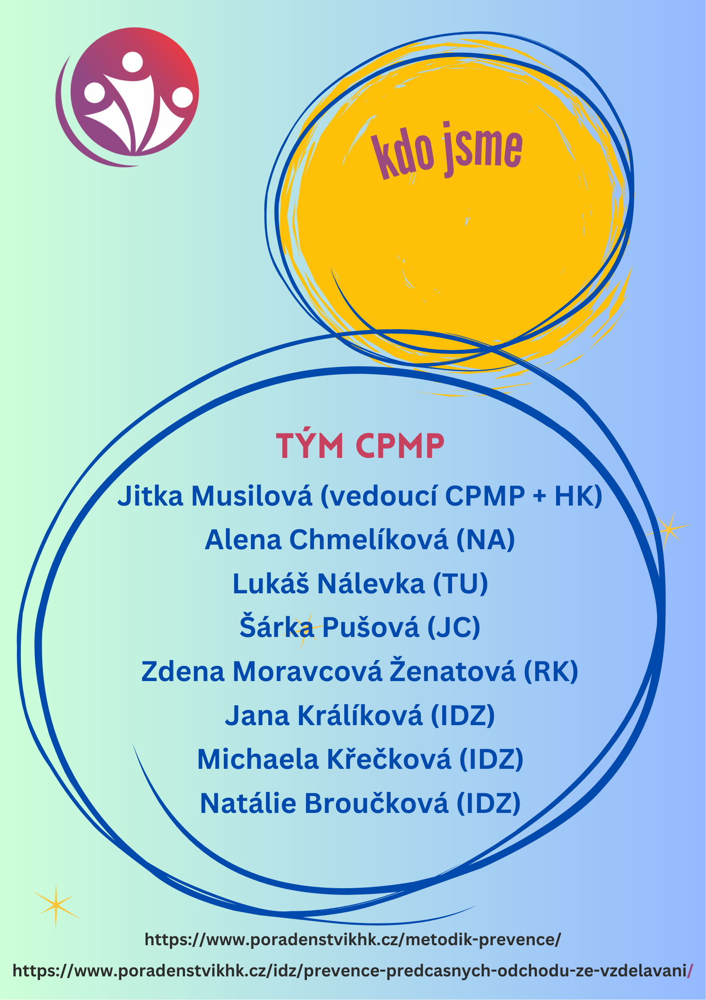 kdo jsme
TÝM CPMP
Jitka Musilová (vedoucí CPMP + HK)
Alena Chmelíková (NA)
Lukáš Nálevka (TU)
Šárka Pušová (JC)
Zdena Moravcová Ženatová (RK)
Jana Králíková (IDZ)
Michaela Křečková (IDZ)
Natálie Broučková (IDZ)
https://www.poradenstvikhk.cz/metodik-prevence/
https://www.poradenstvikhk.cz/idz/prevence-predcasnych-odchodu-ze-vzdelavani/